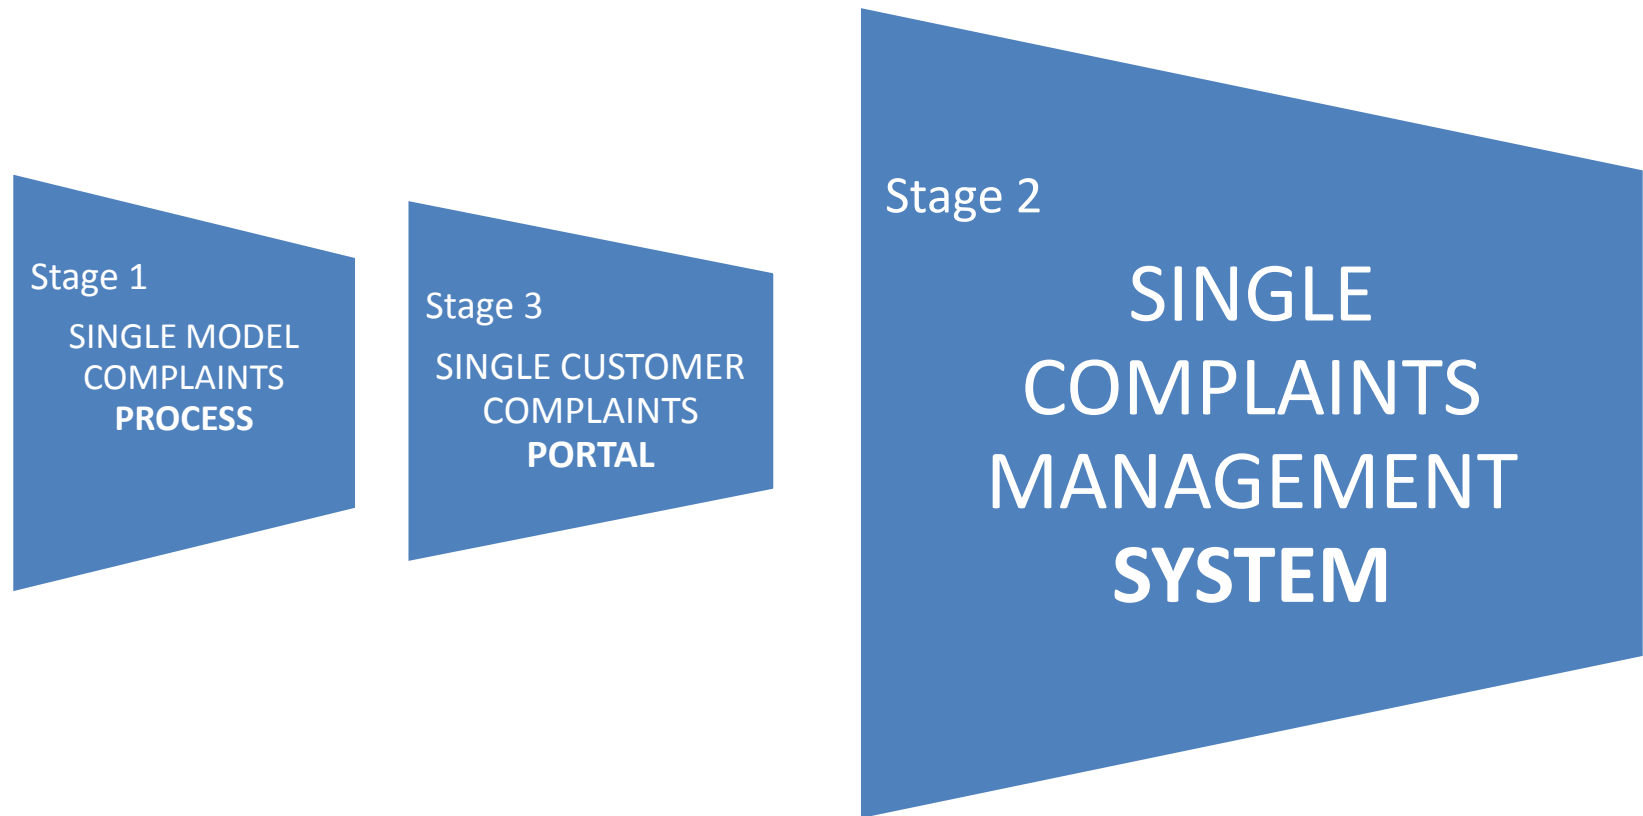 Stage 1
SINGLE MODEL
COMPLAINTS
PROCESS
Stage 3
SINGLE CUSTOMER
COMPLAINTS
PORTAL
Stage 2
SINGLE
COMPLAINTS
MANAGEMENT
SYSTEM